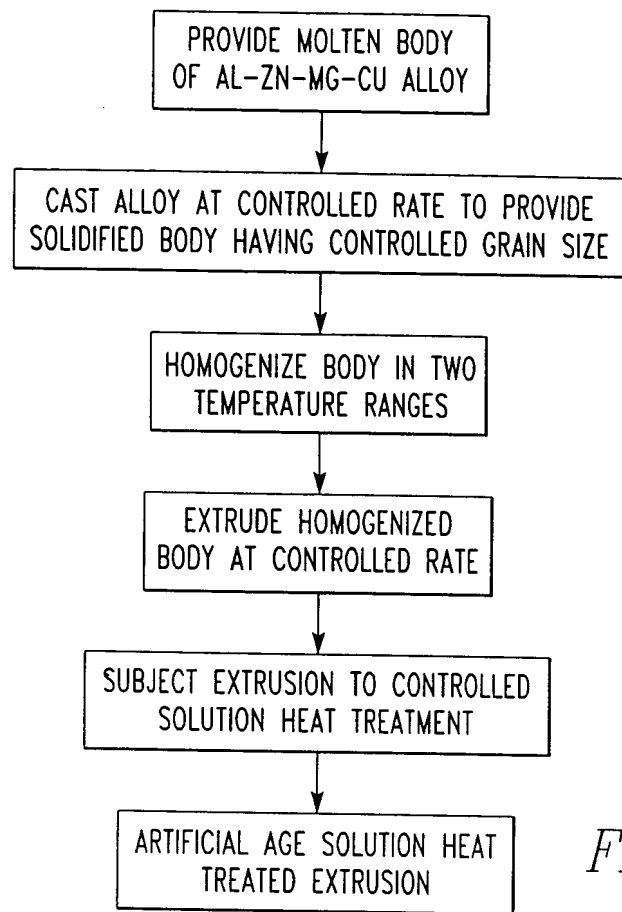 PROVIDE MOLTEN BODY
OF AL-ZN-MG-CU ALLOY
CAST ALLOY AT CONTROLLED RATE TO PROVIDE
SOLIDIFIED BODY HAVING CONTROLLED GRAIN SIZE
HOMOGENIZE BODY IN TWO
TEMPERATURE RANGES
EXTRUDE HOMOGENIZED
BODY AT CONTROLLED RATE
SUBJECT EXTRUSION TO CONTROLLED
SOLUTION HEAT TREATMENT
ARTIFICIAL AGE SOLUTION HEAT
TREATED EXTRUSION